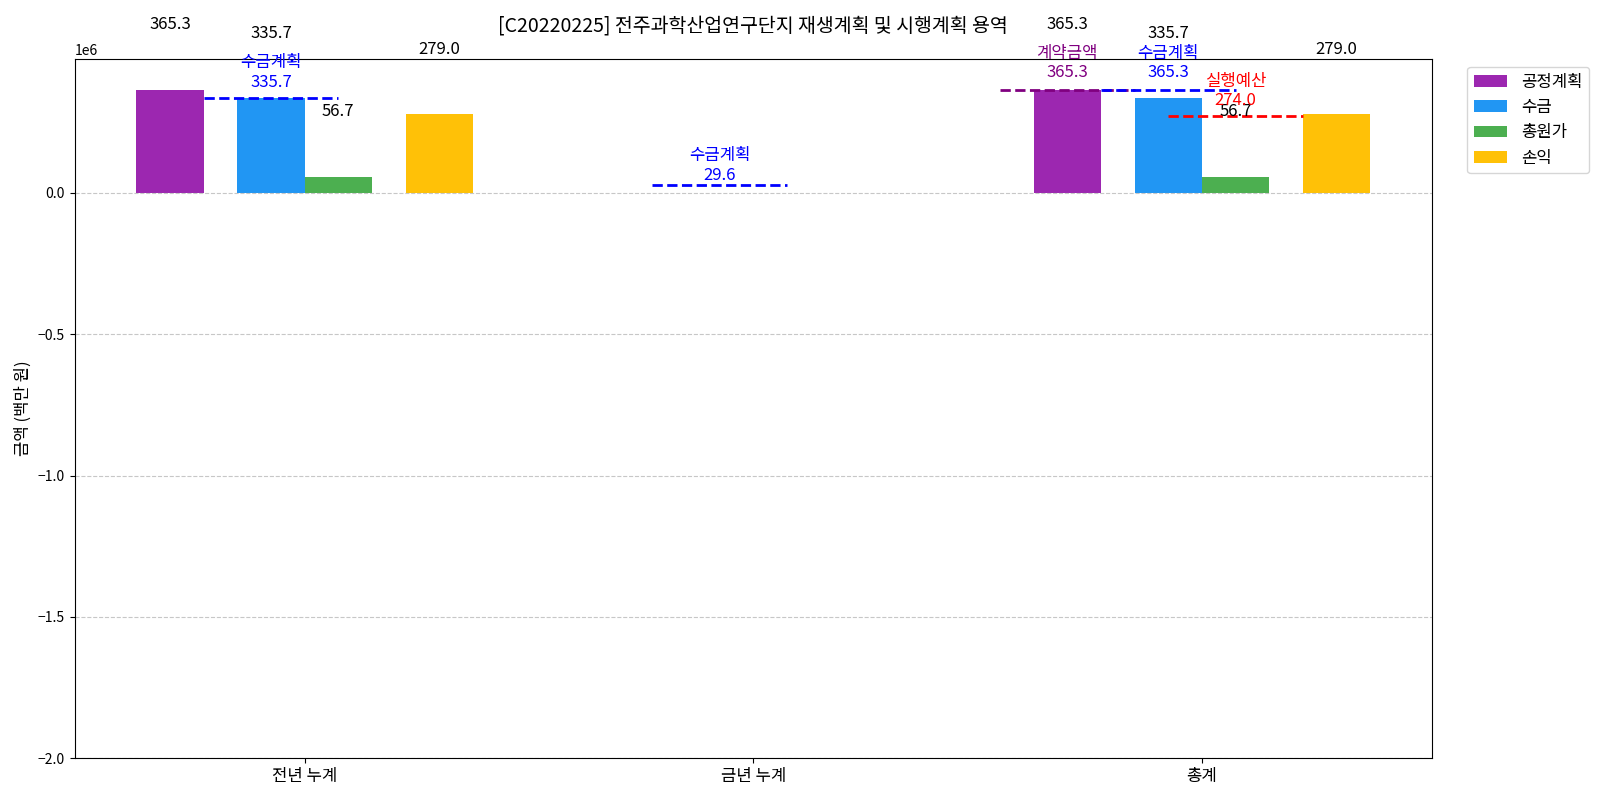 [C20220225] 전주과학산업연구단지 재생계획 및 시행계획 용역
1e6
금액 (백만 원)
0.0
−0.5
−1.0
−1.5
−2.0
365.3
335.7
수금계획
335.7
56.7
279.0
수금계획
29.6
365.3
계약금액
365.3
335.7
수금계획
365.3
실행예산
274.0
56.7
279.0
전년 누계
금년 누계
총계
공정계획
수금
총원가
손익